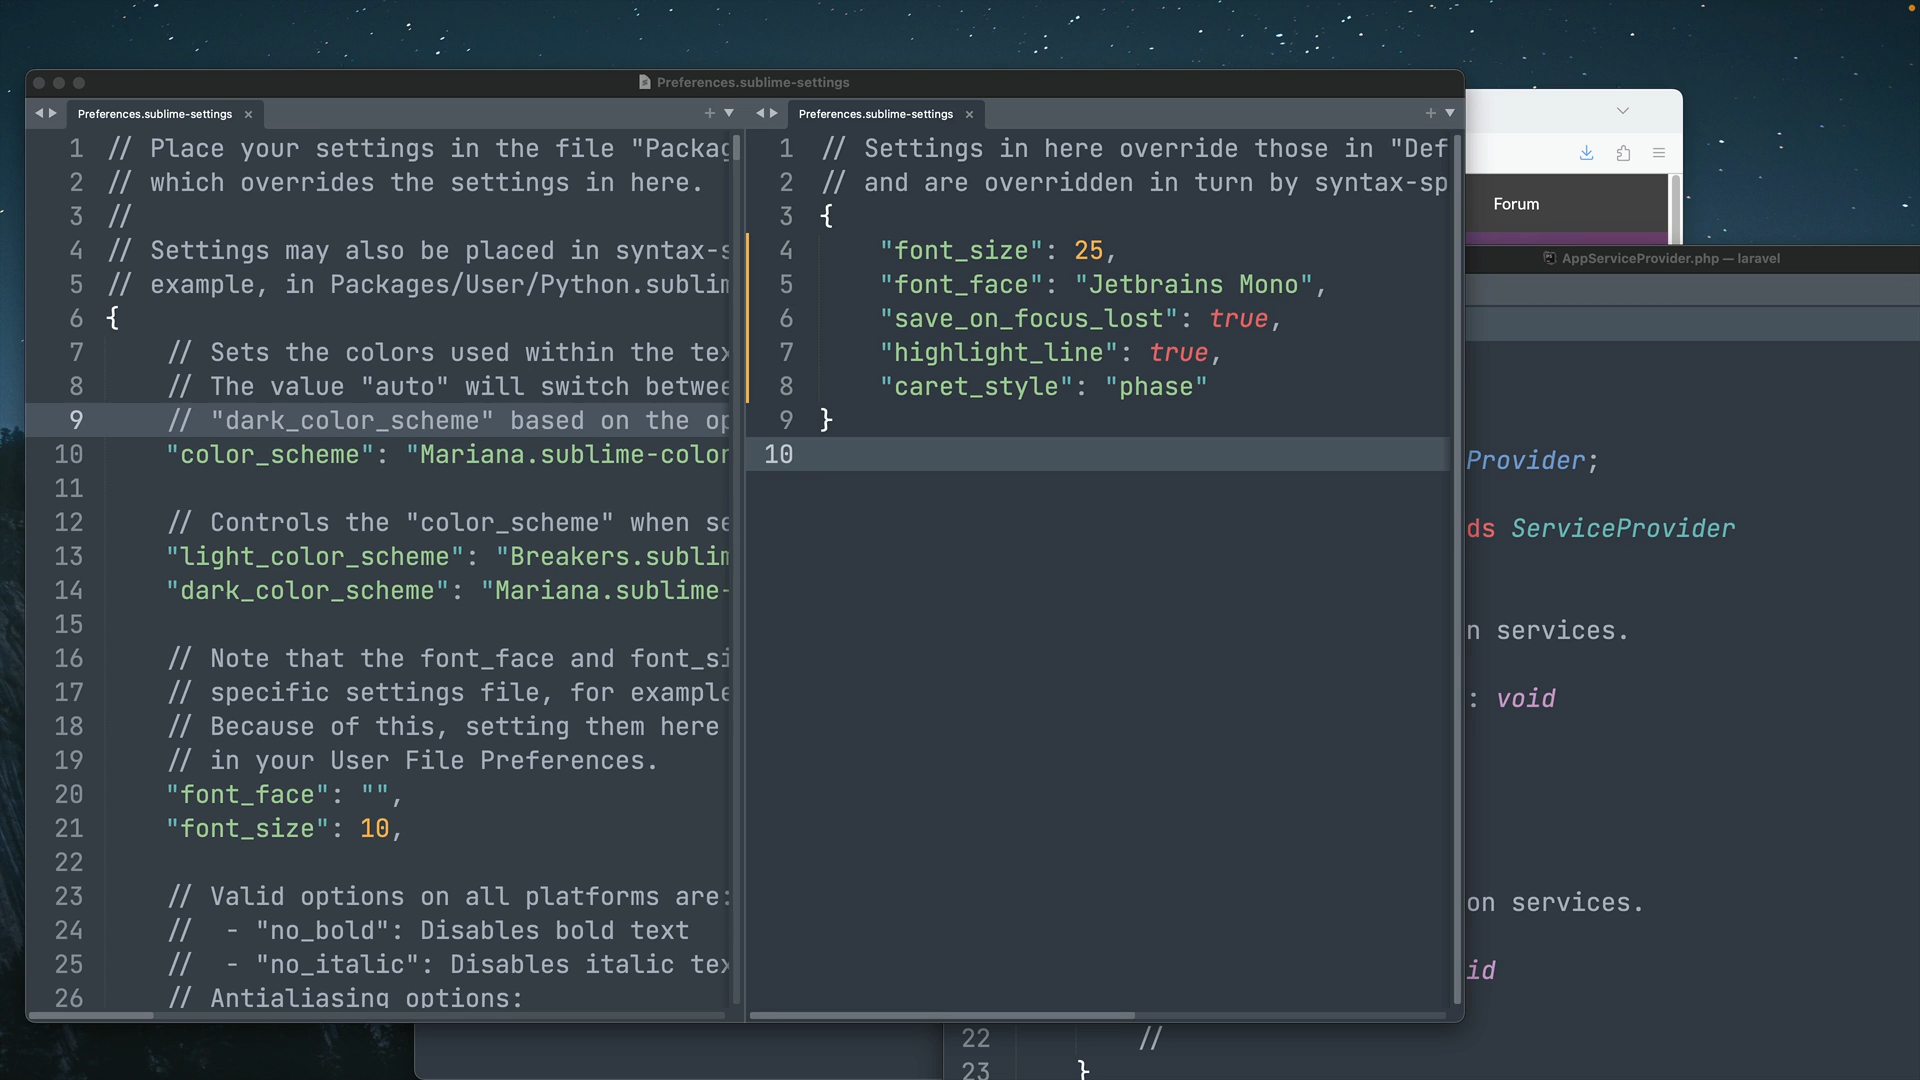 Preferences.sublime-settings
Preferences.sublime-settings
1 // Place your settings in the file "Packag
2 // which overrides the settings in here.
3 //
4 // Settings may also be placed in syntax-s
5 // example, in Packages/User/Python.sublim
6 {
7 // Sets the colors used within the tex
8 // The value "auto" will switch betwee
9 // "dark_color_scheme" based on the op
10 "color_scheme": "Mariana.sublime-color
11
12 // Controls the "color_scheme" when se
13 "light_color_scheme": "Breakers.sublim
14 "dark_color_scheme": "Mariana.sublime-
15
16 // Note that the font_face and font_si
17 // specific settings file, for example
18 // Because of this, setting them here
19 // in your User File Preferences.
20 "font_face": "",
21 "font_size": 10,
22
23 // Valid options on all platforms are:
24 // - "no_bold": Disables bold text
25 // - "no_italic": Disables italic tex
26 // Antialiasing options:
Preferences.sublime-settings
1 // Settings in here override those in "Def
2 // and are overridden in turn by syntax-sp
3 {
4 "font_size": 25,
5 "font_face": "Jetbrains Mono",
6 "save_on_focus_lost": true,
7 "highlight_line": true,
8 "caret_style": "phase"
9 }
10
Forum
AppServiceProvider.php — laravel
Provider;
ds ServiceProvider
n services.
: void
on services.
id
22 //
23 }